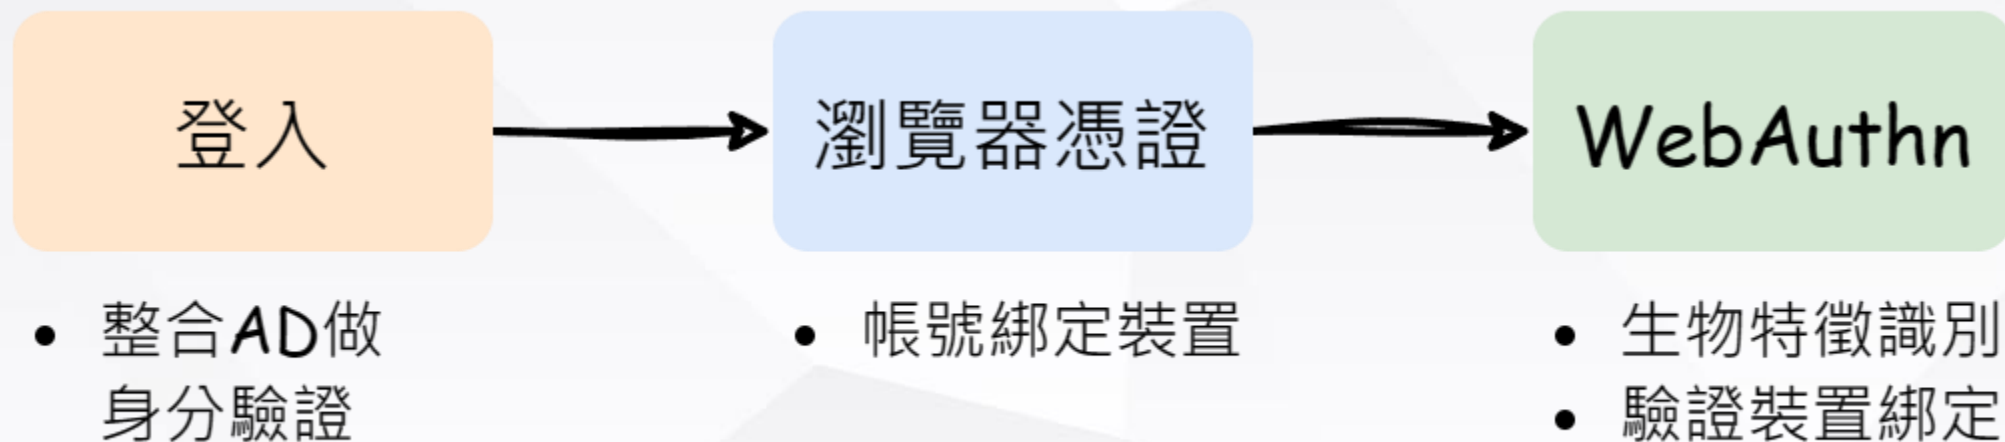 登入
瀏覽器憑證
WebAuthn
• 整合AD做
身分驗證
• 帳號綁定裝置
• 生物特徵識別
• 驗證裝置綁定